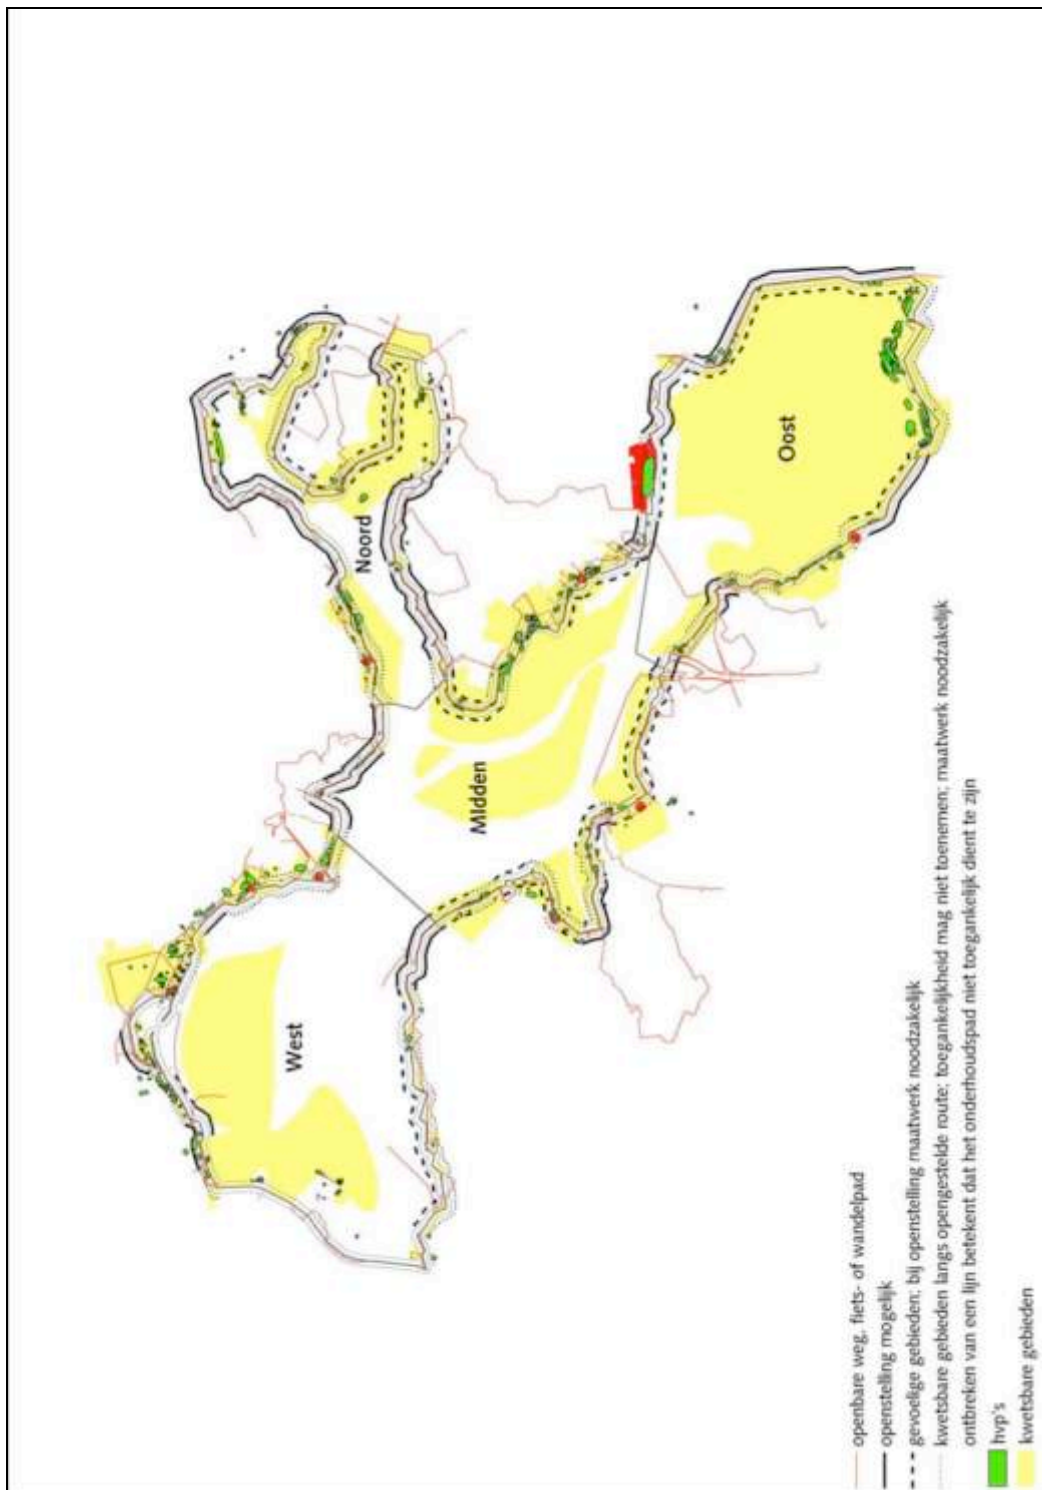 Noord
Oost
MIdden
West
openbare weg, fiets- of wandelpad
openstelling mogelijk
gevoelige gebieden; bij openstelling maatwerk noodzakelijk
kwetsbare gebieden langs opengestelde route; toegankelijkheid mag niet toenemen; maatwerk noodzakelijk
ontbreken van een lijn betekent dat het onderhoudspad niet toegankelijk dient te zijn
hvp's
kwetsbare gebieden